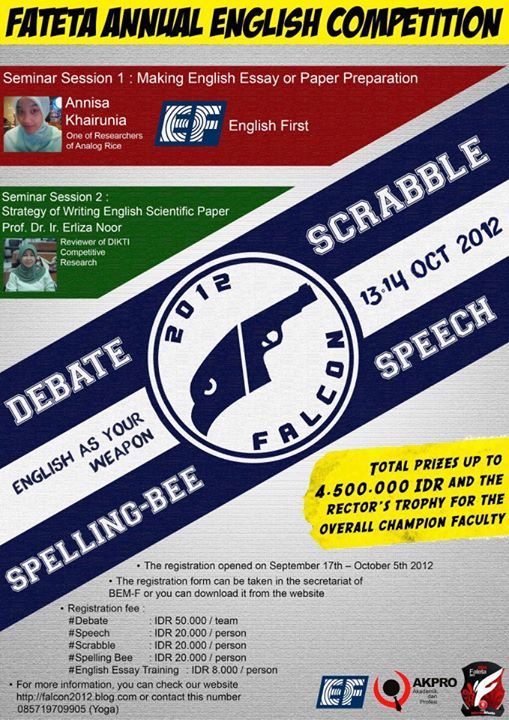 FATETA ANNUAL ENGLISH COMPETITION
Seminar Session 1 : Making English Essay or Paper Preparation
Annisa
Khairunia
One of Researchers
of Analog Rice
EF
English First
Seminar Session 2 :
Strategy of Writing English Scientific Paper
Prof. Dr. Ir. Erliza Noor
Reviewer of DIKTI
Competitive
Research
SCRABBLE
13-14 OCT 2012
SPEECH
2012
FALCON
DEBATE
ENGLISH AS YOUR
WEAPON
SPELLING-BEE
TOTAL PRIZES UP TO
4.500.000 IDR AND THE
RECTOR'S TROPHY FOR THE
OVERALL CHAMPION FACULTY
• The registration opened on September 17th – October 5th 2012
• The registration form can be taken in the secretariat of
BEM-F or you can download it from the website
• Registration fee :
#Debate : IDR 50.000 / team
#Speech : IDR 20.000 / person
#Scrabble : IDR 20.000 / person
#Spelling Bee : IDR 20.000 / person
#English Essay Training : IDR 8.000 / person
• For more information, you can check our website
http://falcon2012.blog.com or contact this number
085719709905 (Yoga)
EF
AKPRO
Akademik
dan
Profesi
Fateta